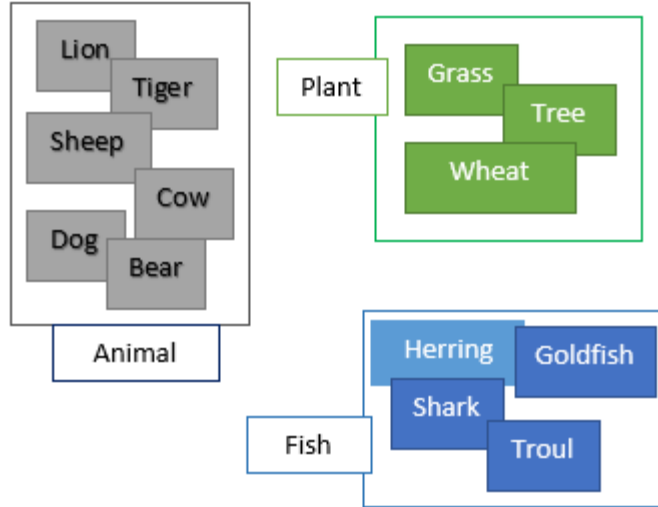 Lion
Tiger
Sheep
Cow
Dog
Bear
Animal
Plant
Grass
Tree
Wheat
Herring
Goldfish
Shark
Troul
Fish